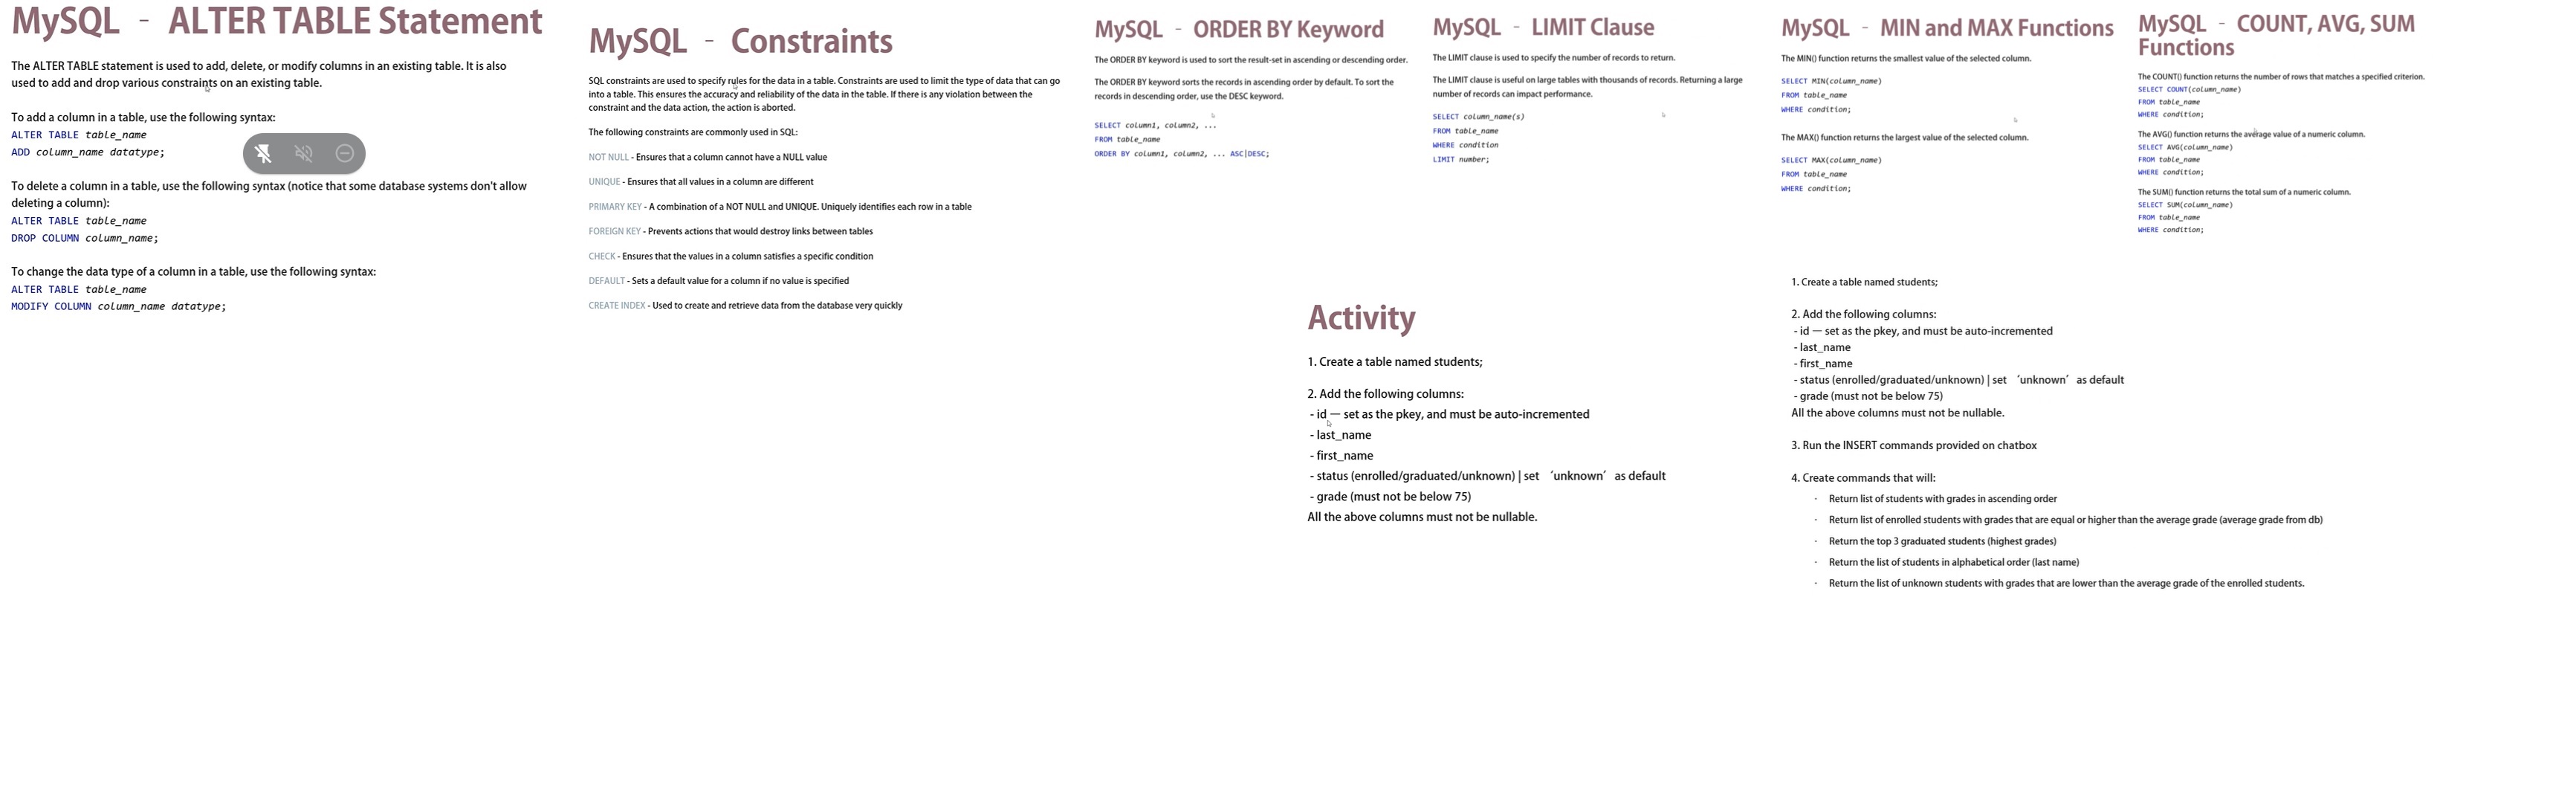 MySQL - ALTER TABLE Statement
The ALTER TABLE statement is used to add, delete, or modify columns in an existing table. It is also
used to add and drop various constraints on an existing table.
To add a column in a table, use the following syntax:
ALTER TABLE table_name
ADD column_name datatype;
To delete a column in a table, use the following syntax (notice that some database systems don't allow
deleting a column):
ALTER TABLE table_name
DROP COLUMN column_name;
To change the data type of a column in a table, use the following syntax:
ALTER TABLE table_name
MODIFY COLUMN column_name datatype;
MySQL - Constraints
SQL constraints are used to specify rules for the data in a table. Constraints are used to limit the type of data that can go
into a table. This ensures the accuracy and reliability of the data in the table. If there is any violation between the
constraint and the data action, the action is aborted.
The following constraints are commonly used in SQL:
NOT NULL - Ensures that a column cannot have a NULL value
UNIQUE - Ensures that all values in a column are different
PRIMARY KEY - A combination of a NOT NULL and UNIQUE. Uniquely identifies each row in a table
FOREIGN KEY - Prevents actions that would destroy links between tables
CHECK - Ensures that the values in a column satisfies a specific condition
DEFAULT - Sets a default value for a column if no value is specified
CREATE INDEX - Used to create and retrieve data from the database very quickly
MySQL - ORDER BY Keyword
The ORDER BY keyword is used to sort the result-set in ascending or descending order.
The ORDER BY keyword sorts the records in ascending order by default. To sort the
records in descending order, use the DESC keyword.
SELECT column1, column2, ...
FROM table_name
ORDER BY column1, column2, ... ASC|DESC;
MySQL - LIMIT Clause
The LIMIT clause is used to specify the number of records to return.
The LIMIT clause is useful on large tables with thousands of records. Returning a large
number of records can impact performance.
SELECT column_name(s)
FROM table_name
WHERE condition
LIMIT number;
MySQL - MIN and MAX Functions
The MIN() function returns the smallest value of the selected column.
SELECT MIN(column_name)
FROM table_name
WHERE condition;
The MAX() function returns the largest value of the selected column.
SELECT MAX(column_name)
FROM table_name
WHERE condition;
MySQL - COUNT, AVG, SUM
Functions
The COUNT() function returns the number of rows that matches a specified criterion.
SELECT COUNT(column_name)
FROM table_name
WHERE condition;
The AVG() function returns the average value of a numeric column.
SELECT AVG(column_name)
FROM table_name
WHERE condition;
The SUM() function returns the total sum of a numeric column.
SELECT SUM(column_name)
FROM table_name
WHERE condition;
Activity
1. Create a table named students;
2. Add the following columns:
- id — set as the pkey, and must be auto-incremented
- last_name
- first_name
- status (enrolled/graduated/unknown) | set ‘unknown’ as default
- grade (must not be below 75)
All the above columns must not be nullable.
1. Create a table named students;
2. Add the following columns:
- id — set as the pkey, and must be auto-incremented
- last_name
- first_name
- status (enrolled/graduated/unknown) | set ‘unknown’ as default
- grade (must not be below 75)
All the above columns must not be nullable.
3. Run the INSERT commands provided on chatbox
4. Create commands that will:
· Return list of students with grades in ascending order
· Return list of enrolled students with grades that are equal or higher than the average grade (average grade from db)
· Return the top 3 graduated students (highest grades)
· Return the list of students in alphabetical order (last name)
· Return the list of unknown students with grades that are lower than the average grade of the enrolled students.